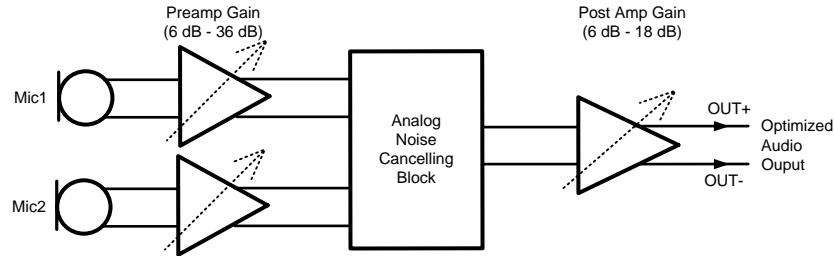 Preamp Gain
(6 dB - 36 dB)
Post Amp Gain
(6 dB - 18 dB)
Mic1
Mic2
Analog
Noise
Cancelling
Block
OUT+
OUT-
Optimized
Audio
Ouput